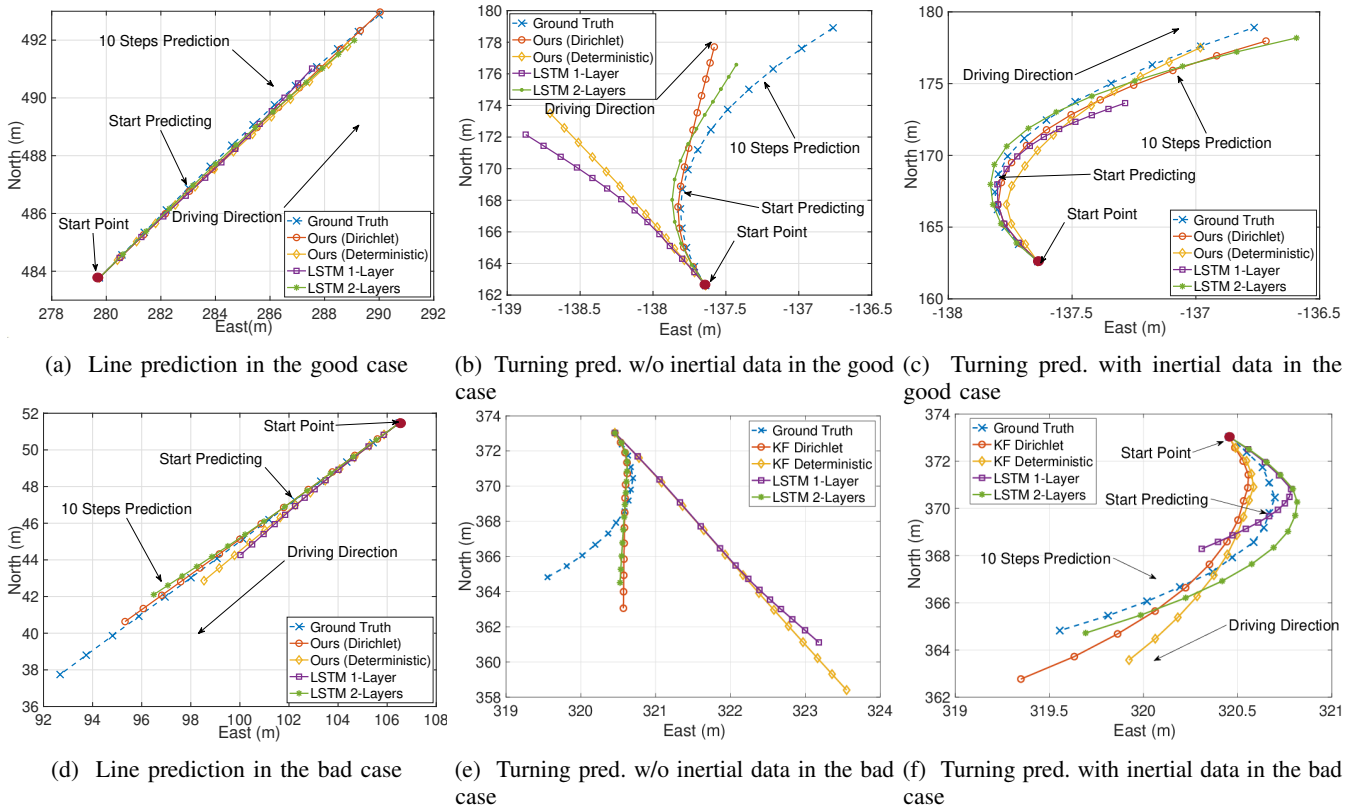 492
490
488
486
484
North (m)
10 Steps Prediction
Start Predicting
Start Point
Driving Direction
Ground Truth
Ours (Dirichlet)
Ours (Deterministic)
LSTM 1-Layer
LSTM 2-Layers
278 280 282 284 286 288 290 292
East(m)
(a) Line prediction in the good case
180
178
176
174
172
170
168
166
164
162
North (m)
Ground Truth
Ours (Dirichlet)
Ours (Deterministic)
LSTM 1-Layer
LSTM 2-Layers
Driving Direction
10 Steps Prediction
Start Predicting
Start Point
-139 -138.5 -138 -137.5 -137 -136.5
East (m)
(b) Turning pred. w/o inertial data in the good
case
180
175
170
165
160
North (m)
Driving Direction
10 Steps Prediction
Start Predicting
Start Point
Ground Truth
Ours (Dirichlet)
Ours (Deterministic)
LSTM 1-Layer
LSTM 2-Layers
-138 -137.5 -137 -136.5
East (m)
(c) Turning pred. with inertial data in the
good case
52
50
48
46
44
42
40
38
36
North (m)
Start Point
Start Predicting
10 Steps Prediction
Driving Direction
Ground Truth
Ours (Dirichlet)
Ours (Deterministic)
LSTM 1-Layer
LSTM 2-Layers
92 94 96 98 100 102 104 106 108
East (m)
(d) Line prediction in the bad case
374
372
370
368
366
364
362
360
358
North (m)
Ground Truth
KF Dirichlet
KF Deterministic
LSTM 1-Layer
LSTM 2-Layers
319 320 321 322 323 324
East (m)
(e) Turning pred. w/o inertial data in the bad
case
374
372
370
368
366
364
362
North (m)
Ground Truth
KF Dirichlet
KF Deterministic
LSTM 1-Layer
LSTM 2-Layers
Start Point
Start Predicting
10 Steps Prediction
Driving Direction
319 319.5 320 320.5 321
East (m)
(f) Turning pred. with inertial data in the bad
case